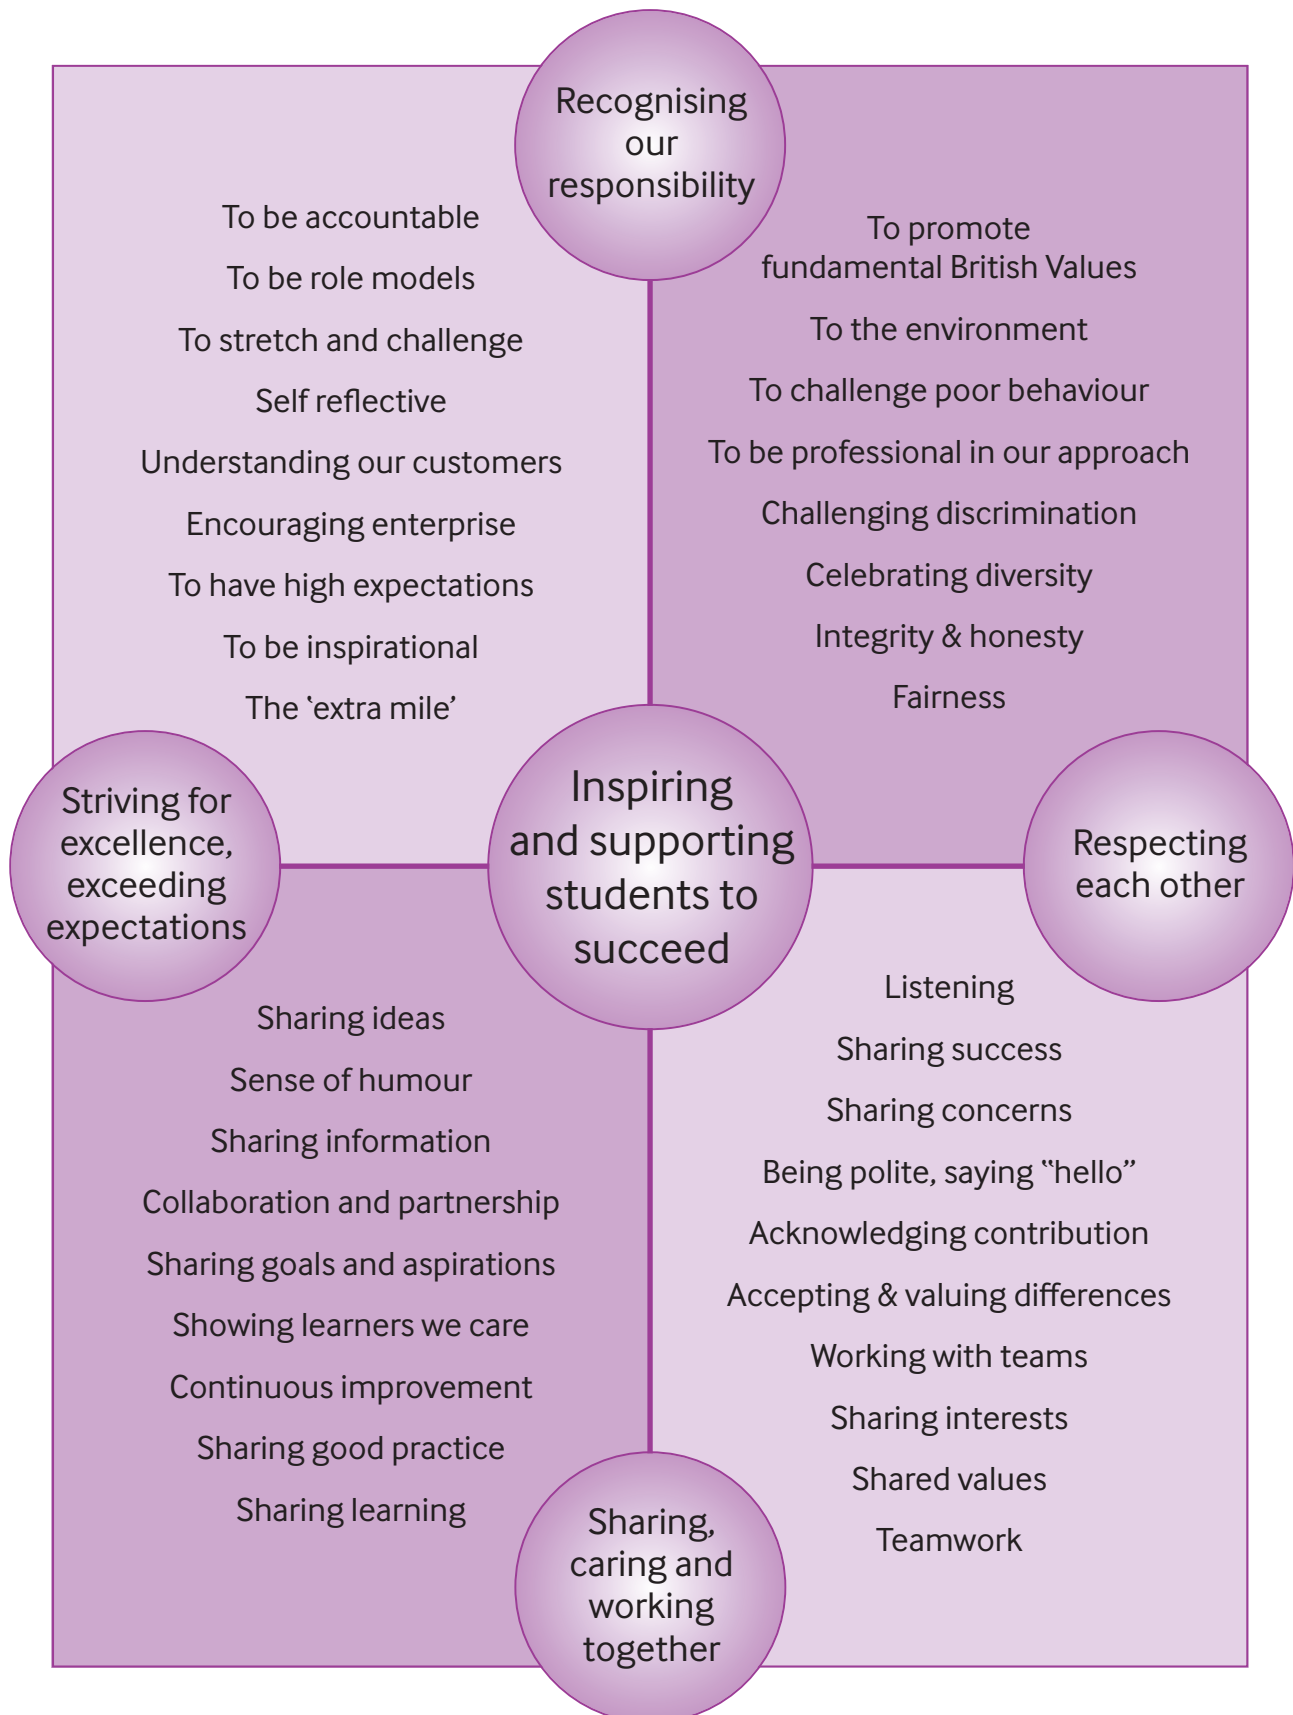 Recognising
our
responsibility
To be accountable
To be role models
To stretch and challenge
Self reflective
Understanding our customers
Encouraging enterprise
To have high expectations
To be inspirational
The ‘extra mile’
To promote
fundamental British Values
To the environment
To challenge poor behaviour
To be professional in our approach
Challenging discrimination
Celebrating diversity
Integrity & honesty
Fairness
Striving for
excellence,
exceeding
expectations
Inspiring
and supporting
students to
succeed
Respecting
each other
Sharing ideas
Sense of humour
Sharing information
Collaboration and partnership
Sharing goals and aspirations
Showing learners we care
Continuous improvement
Sharing good practice
Sharing learning
Listening
Sharing success
Sharing concerns
Being polite, saying “hello”
Acknowledging contribution
Accepting & valuing differences
Working with teams
Sharing interests
Shared values
Teamwork
Sharing,
caring and
working
together